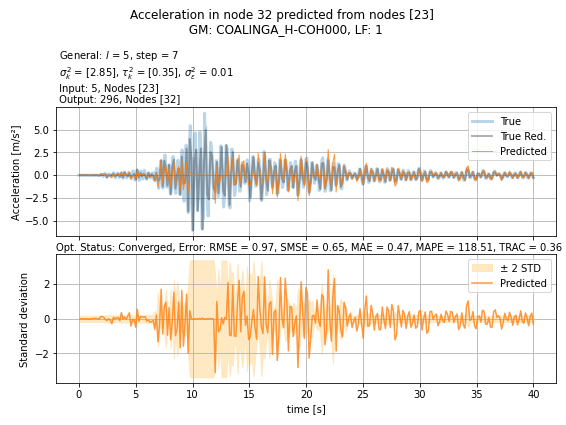 Acceleration in node 32 predicted from nodes [23]
GM: COALINGA_H-COH000, LF: 1
General: l = 5, step = 7
σ²ₖ = [2.85], τ²ₖ = [0.35], σ²ₑ = 0.01
Input: 5, Nodes [23]
Output: 296, Nodes [32]
True
True Red.
Predicted
Acceleration [m/s²]
5.0
2.5
0.0
−2.5
−5.0
Opt. Status: Converged, Error: RMSE = 0.97, SMSE = 0.65, MAE = 0.47, MAPE = 118.51, TRAC = 0.36
± 2 STD
Predicted
Standard deviation
2
0
−2
0 5 10 15 20 25 30 35 40
time [s]